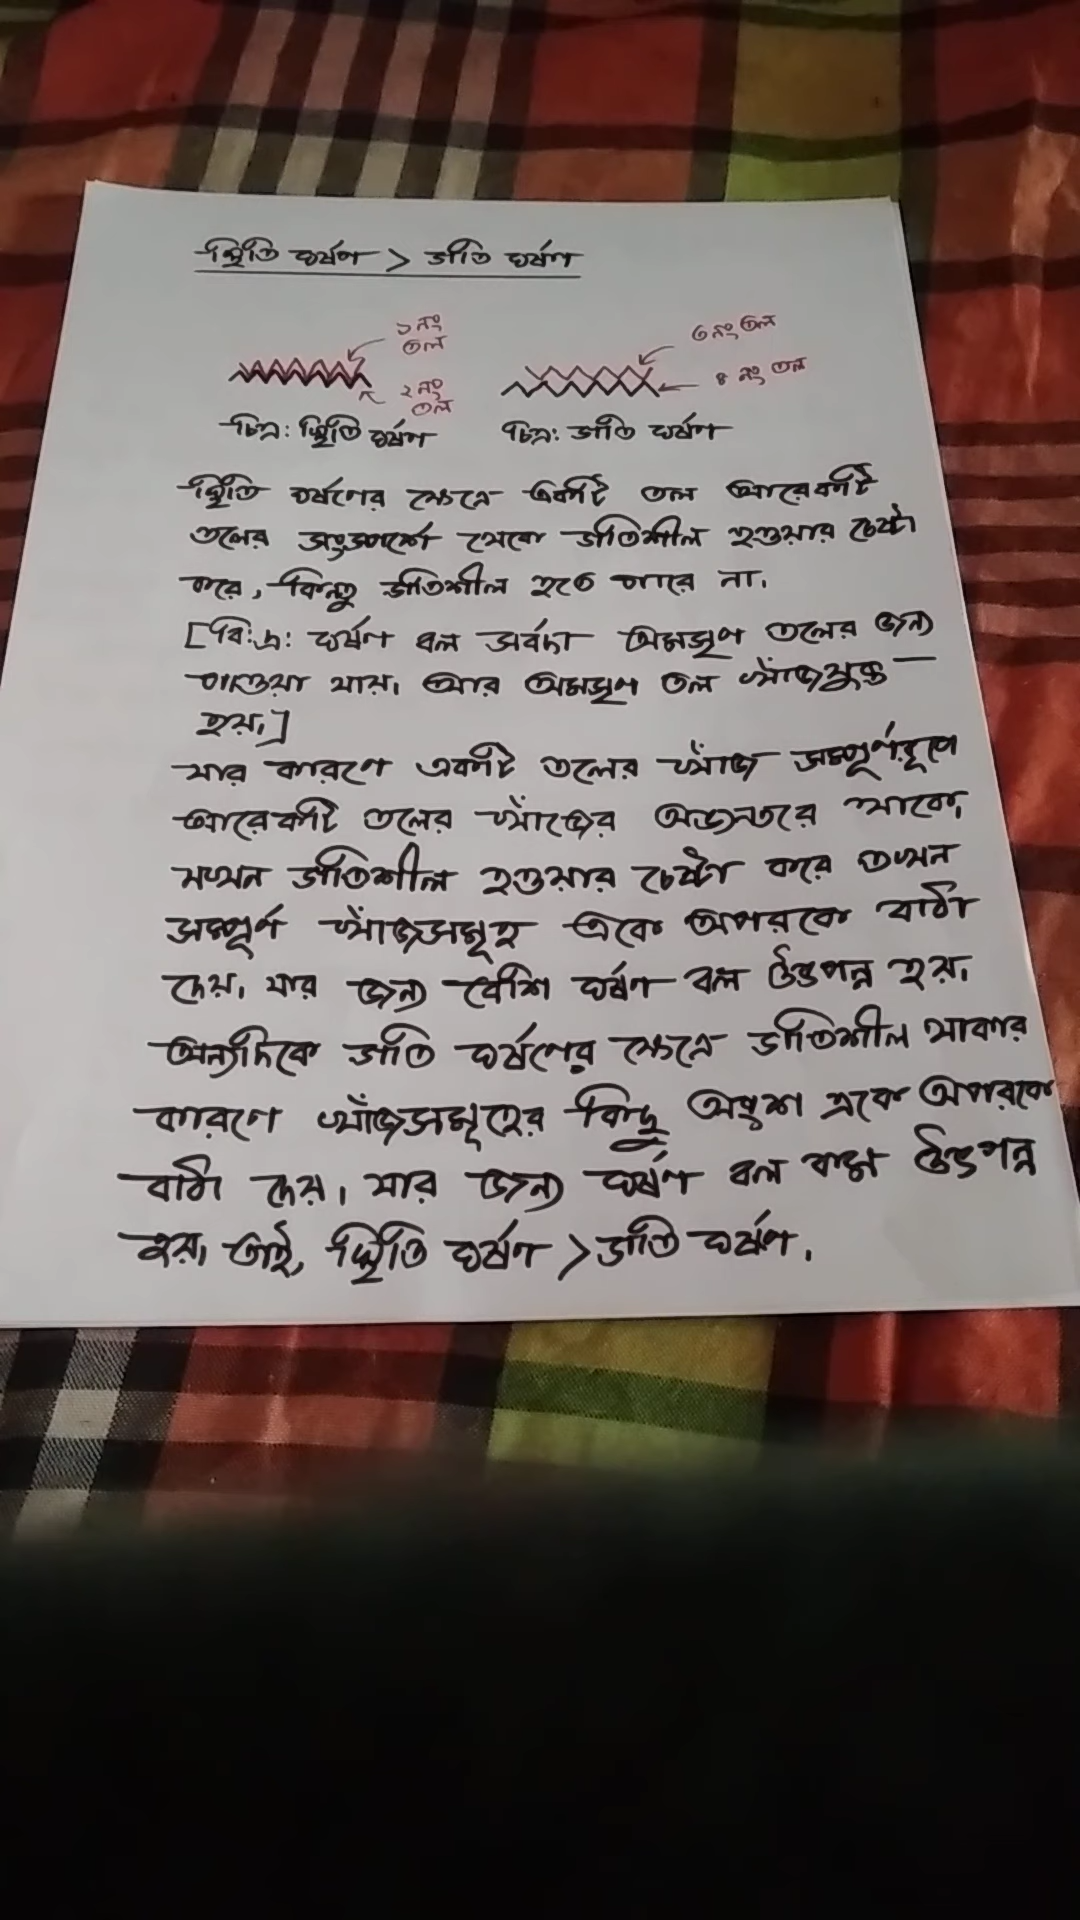 স্থিতি ঘর্ষণ > গতি ঘর্ষণ
১ নং তল
২ নং তল
৩ নং তল
৪ নং তল
চিত্র: স্থিতি ঘর্ষণ
চিত্র: গতি ঘর্ষণ
স্থিতি ঘর্ষণের ক্ষেত্রে একটি তল আরেকটি
তলের সংস্পর্শে থেকে গতিশীল হওয়ার চেষ্টা
করে, কিন্তু গতিশীল হতে পারে না।
[বি:দ্র: ঘর্ষণ বল সর্বদা অমসৃণ তলের জন্য
পাওয়া যায়। আর অমসৃণ তল খাঁজযুক্ত
হয়।]
যার কারণে একটি তলের খাঁজ সম্পূর্ণরূপে
আরেকটি তলের খাঁজের অভ্যন্তরে থাকে।
যখন গতিশীল হওয়ার চেষ্টা করে তখন
সম্পূর্ণ খাঁজসমূহ একে অপরকে বাধা
দেয়। যার জন্য বেশি ঘর্ষণ বল উৎপন্ন হয়।
অন্যদিকে গতি ঘর্ষণের ক্ষেত্রে গতিশীল থাকার
কারণে খাঁজসমূহের কিছু অংশ একে অপরকে
বাধা দেয়। যার জন্য ঘর্ষণ বল কম উৎপন্ন
হয়। তাই, স্থিতি ঘর্ষণ > গতি ঘর্ষণ।